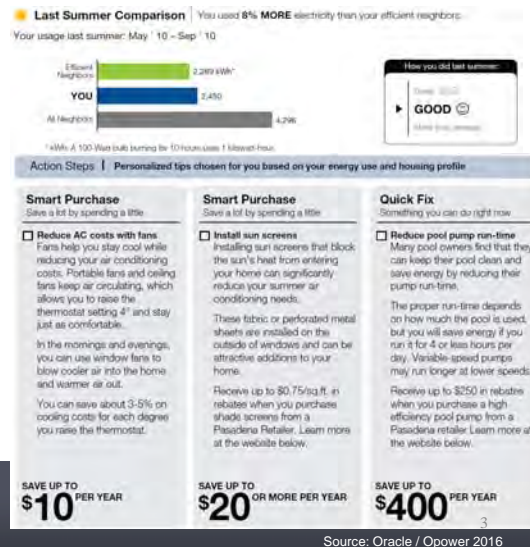 Last Summer Comparison | You used 8% MORE electricity than your efficient neighbors.
Your usage last summer: May '10 – Sep '10
Efficient
Neighbors
2,269 kWh*
YOU
2,450
All Neighbors
4,296
* kWh: A 100-Watt bulb burning for 10 hours uses 1 kilowatt-hour.
How you did last summer:
GOOD
Action Steps | Personalized tips chosen for you based on your energy use and housing profile
Smart Purchase
Save a lot by spending a little
Reduce AC costs with fans
Fans help you stay cool while
reducing your air conditioning
costs. Portable fans and ceiling
fans keep air circulating, which
allows you to raise the
thermostat setting 4° and stay
just as comfortable.
In the mornings and evenings,
you can use window fans to
blow cooler air into the home
and warmer air out.
You can save about 3-5% on
cooling costs for each degree
you raise the thermostat.
SAVE UP TO
$10 PER YEAR
Smart Purchase
Save a lot by spending a little
Install sun screens
Installing sun screens that block
the sun's heat from entering
your home can significantly
reduce your summer air
conditioning needs.
These fabric or perforated metal
sheets are installed on the
outside of windows and can be
attractive additions to your
home.
Receive up to $0.75/sq.ft. in
rebates when you purchase
shade screens from a
Pasadena Retailer. Learn more
at the website below.
SAVE UP TO
$20 OR MORE PER YEAR
Quick Fix
Something you can do right now
Reduce pool pump run-time
Many pool owners find that they
can keep their pool clean and
save energy by reducing their
pump run-time.
The proper run-time depends
on how much the pool is used,
but you will save energy if you
run it for 4 or less hours per
day. Variable-speed pumps
may run longer at lower speeds.
Receive up to $250 in rebates
when you purchase a high
efficiency pool pump from a
Pasadena retailer. Learn more at
the website below.
SAVE UP TO
$400 PER YEAR
3
Source: Oracle / Opower 2016